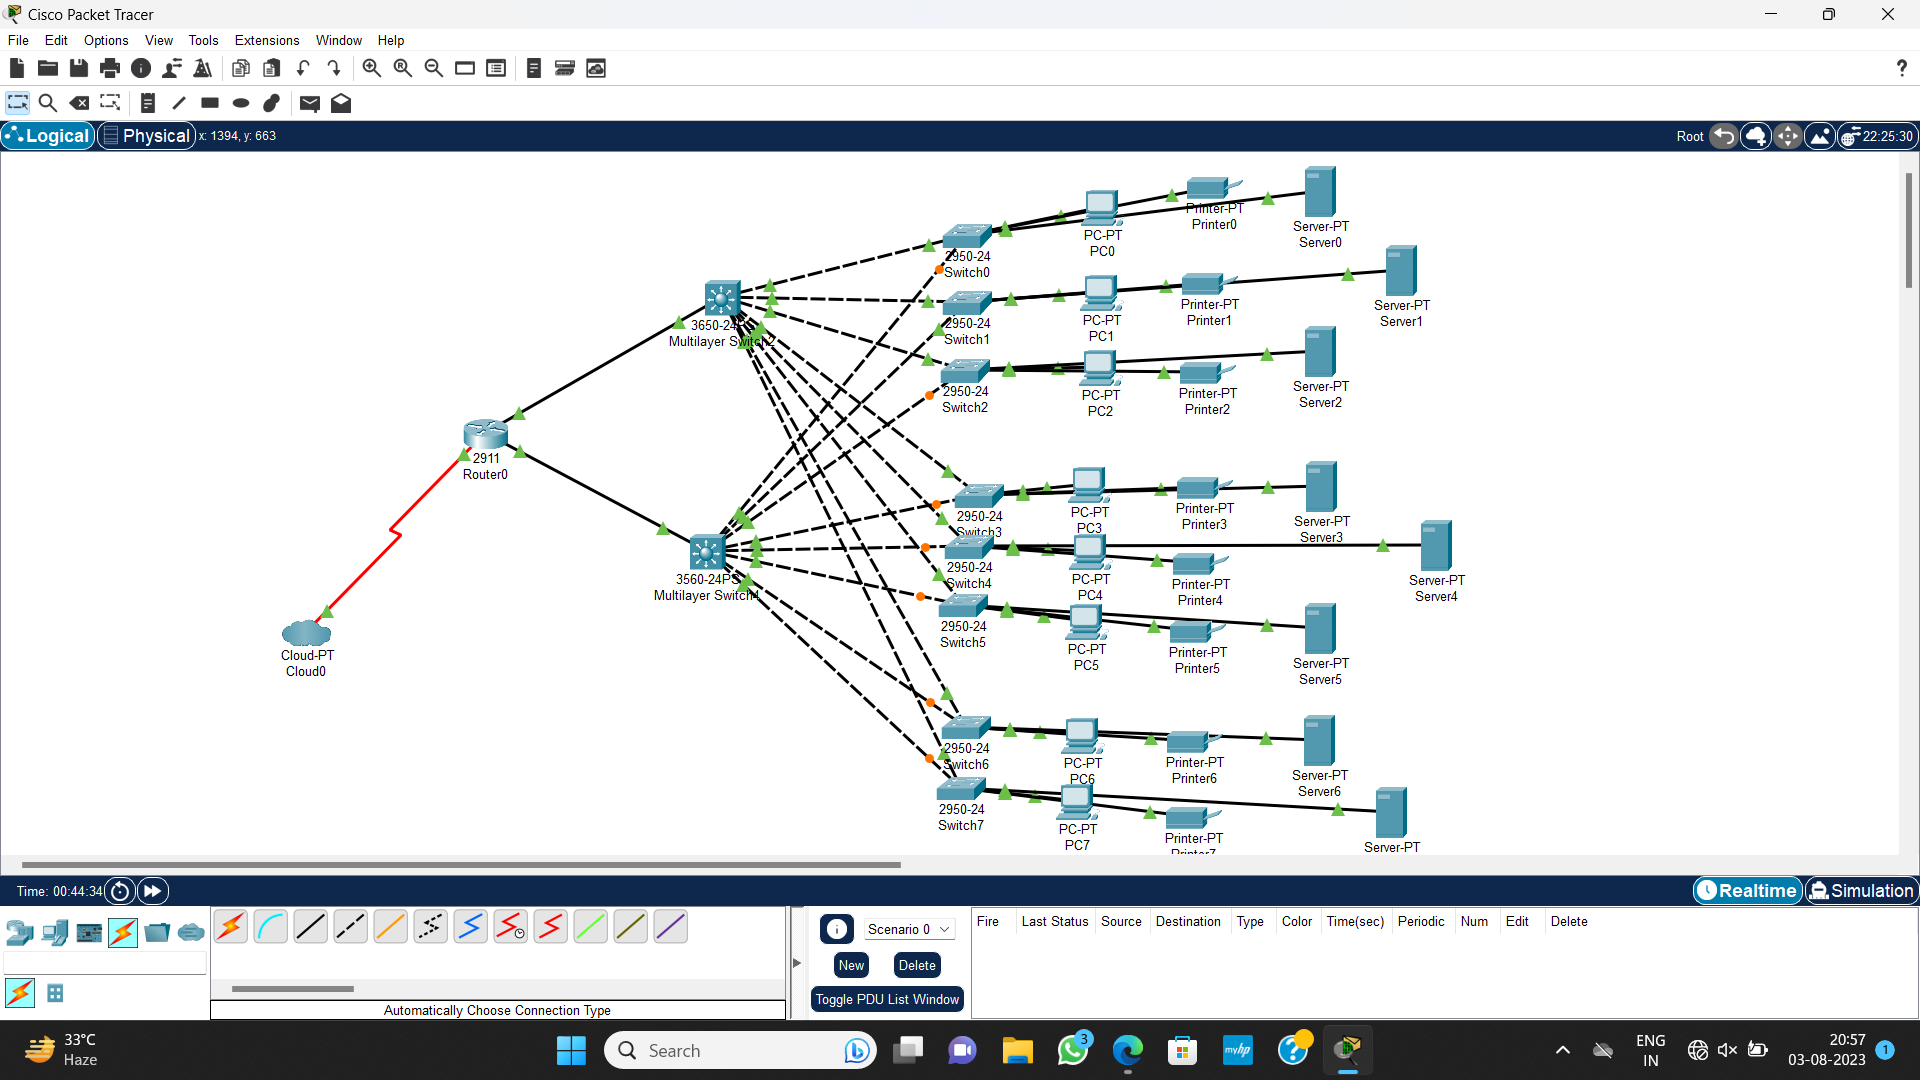 Cisco Packet Tracer
File Edit Options View Tools Extensions Window Help
?
Logical Physical x: 1394, y: 663 Root 22:25:30
Printer-PT
Printer0
Server-PT
Server0
PC-PT
PC0
2950-24
Switch0
Server-PT
Server1
Printer-PT
Printer1
PC-PT
PC1
2950-24
Switch1
3650-24
Multilayer Switch2
Server-PT
Server2
Printer-PT
Printer2
PC-PT
PC2
2950-24
Switch2
2911
Router0
Server-PT
Server3
Printer-PT
Printer3
PC-PT
PC3
2950-24
Switch3
3560-24PS
Multilayer Switch4
Server-PT
Server4
Printer-PT
Printer4
PC-PT
PC4
2950-24
Switch4
2950-24
Switch5
PC-PT
PC5
Printer-PT
Printer5
Server-PT
Server5
Cloud-PT
Cloud0
2950-24
Switch6
PC-PT
PC6
Printer-PT
Printer6
Server-PT
Server6
2950-24
Switch7
PC-PT
PC7
Printer-PT
Printer7
Server-PT
Time: 00:44:34 Realtime Simulation
Scenario 0
New Delete
Toggle PDU List Window
Fire Last Status Source Destination Type Color Time(sec) Periodic Num Edit Delete
Automatically Choose Connection Type
33°C
Haze
Search
3
myhp
ENG
IN
20:57
03-08-2023
1